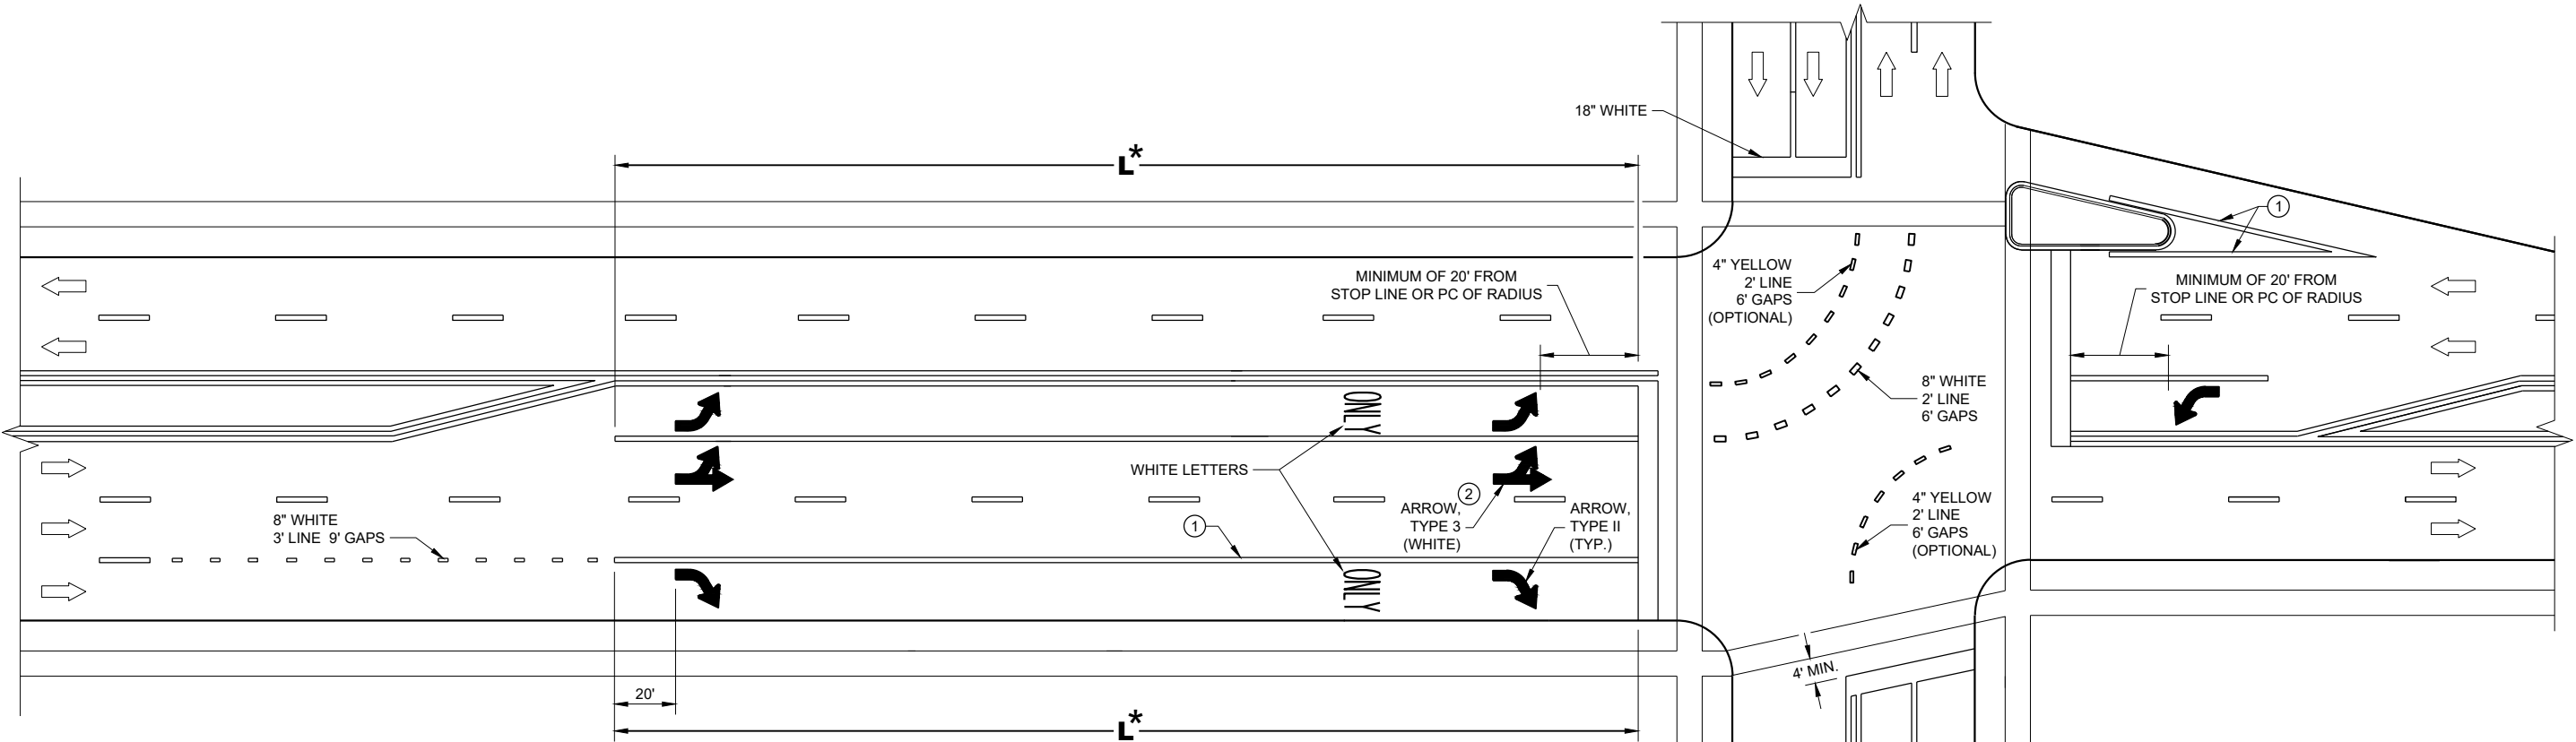 18" WHITE
L*
1
MINIMUM OF 20' FROM
STOP LINE OR PC OF RADIUS
4" YELLOW
2' LINE
6' GAPS
(OPTIONAL)
MINIMUM OF 20' FROM
STOP LINE OR PC OF RADIUS
8" WHITE
2' LINE
6' GAPS
ONLY
WHITE LETTERS
2
ARROW,
TYPE 3
(WHITE)
ARROW,
TYPE II
(TYP.)
4" YELLOW
2' LINE
6' GAPS
(OPTIONAL)
8" WHITE
3' LINE 9' GAPS
1
ONLY
4' MIN.
20'
L*